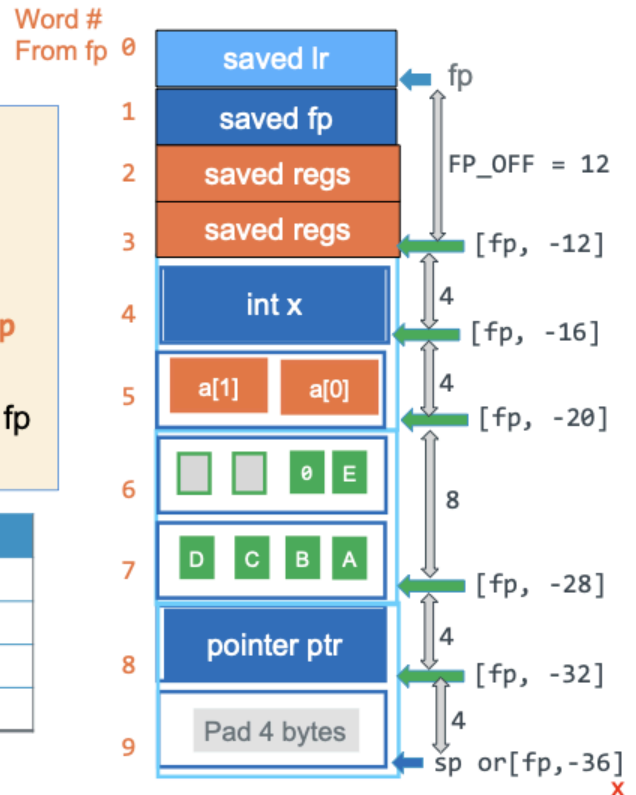 Word #
From fp 0
saved lr
fp
1
saved fp
2
saved regs
FP_OFF = 12
3
saved regs
[fp, -12]
4
int x
4
p
[fp, -16]
5
a[1] a[0]
4
fp
[fp, -20]
6
0 E
8
7
D C B A
[fp, -28]
8
pointer ptr
4
[fp, -32]
9
Pad 4 bytes
4
sp or[fp,-36]
x